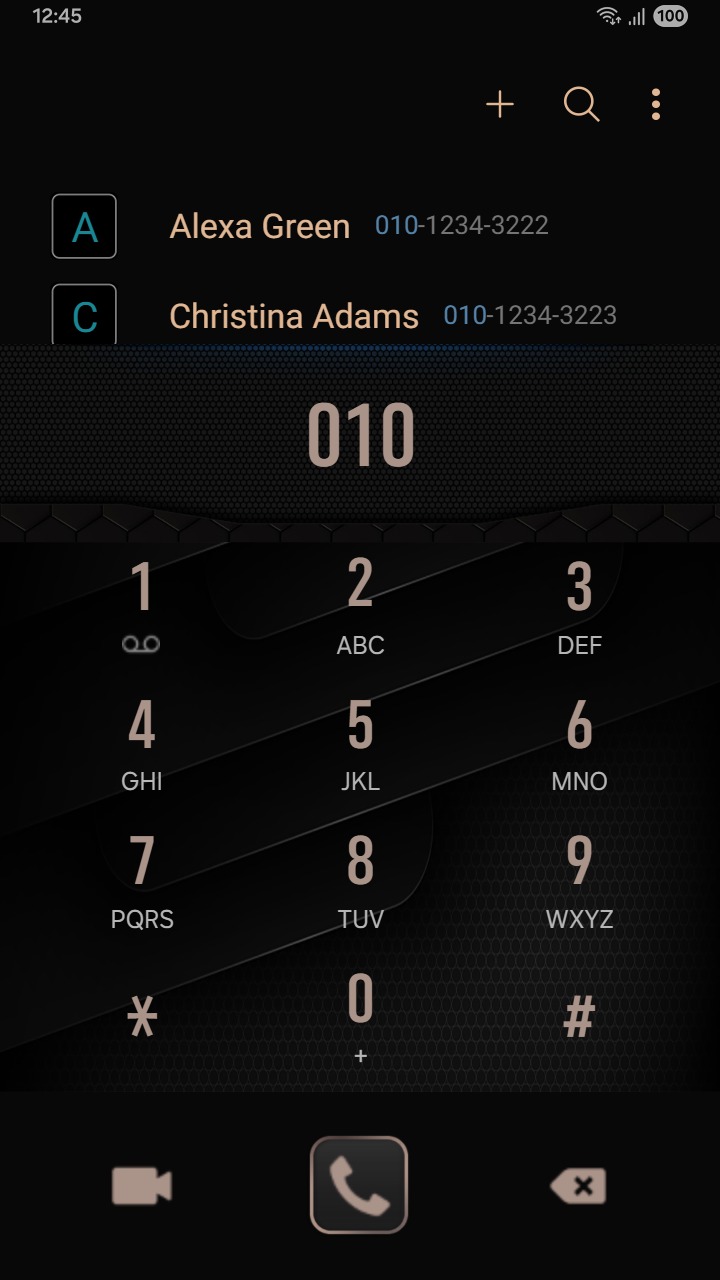 12:45 100
A Alexa Green 010-1234-3222
C Christina Adams 010-1234-3223
010
1 2 3
ABC DEF
4 5 6
GHI JKL MNO
7 8 9
PQRS TUV WXYZ
* 0 #
+